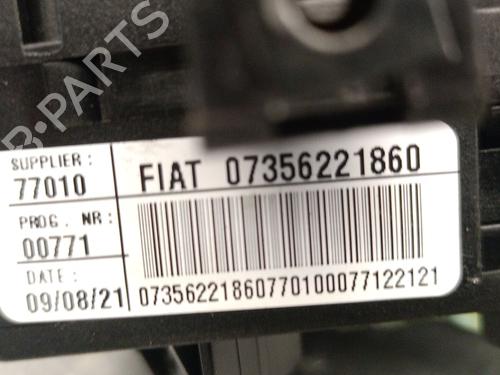 B-PARTS
SUPPLIER:
77010
FIAT 07356221860
PROG. NR:
00771
DATE:
09/08/21
07356221860770100077122121